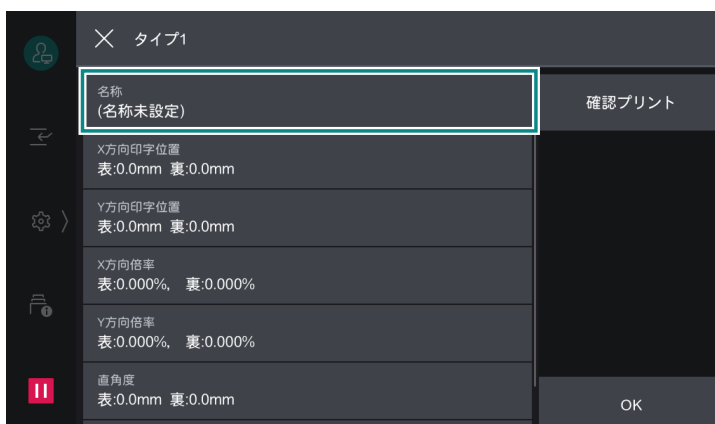 タイプ1
名称
(名称未設定)
確認プリント
X方向印字位置
表:0.0mm 裏:0.0mm
Y方向印字位置
表:0.0mm 裏:0.0mm
X方向倍率
表:0.000%, 裏:0.000%
Y方向倍率
表:0.000%, 裏:0.000%
直角度
表:0.0mm 裏:0.0mm
OK